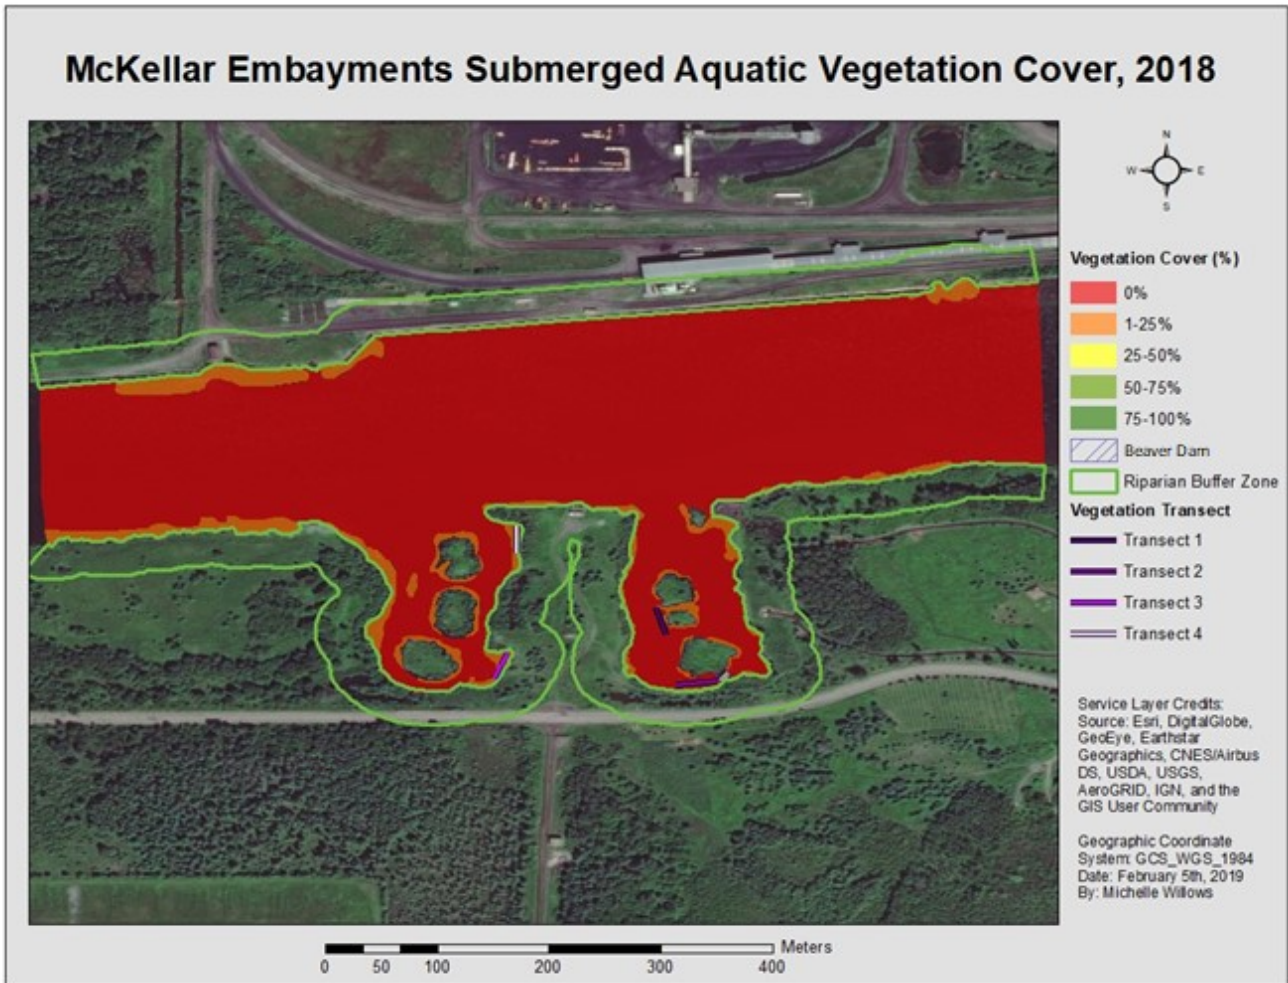 McKellar Embayments Submerged Aquatic Vegetation Cover, 2018
N
W E
S
Vegetation Cover (%)
0%
1-25%
25-50%
50-75%
75-100%
Beaver Dam
Riparian Buffer Zone
Vegetation Transect
Transect 1
Transect 2
Transect 3
Transect 4
Service Layer Credits:
Source: Esri, DigitalGlobe,
GeoEye, Earthstar
Geographics, CNES/Airbus
DS, USDA, USGS,
AeroGRID, IGN, and the
GIS User Community
Geographic Coordinate
System: GCS_WGS_1984
Date: February 5th, 2019
By: Michelle Willows
Meters
0 50 100 200 300 400